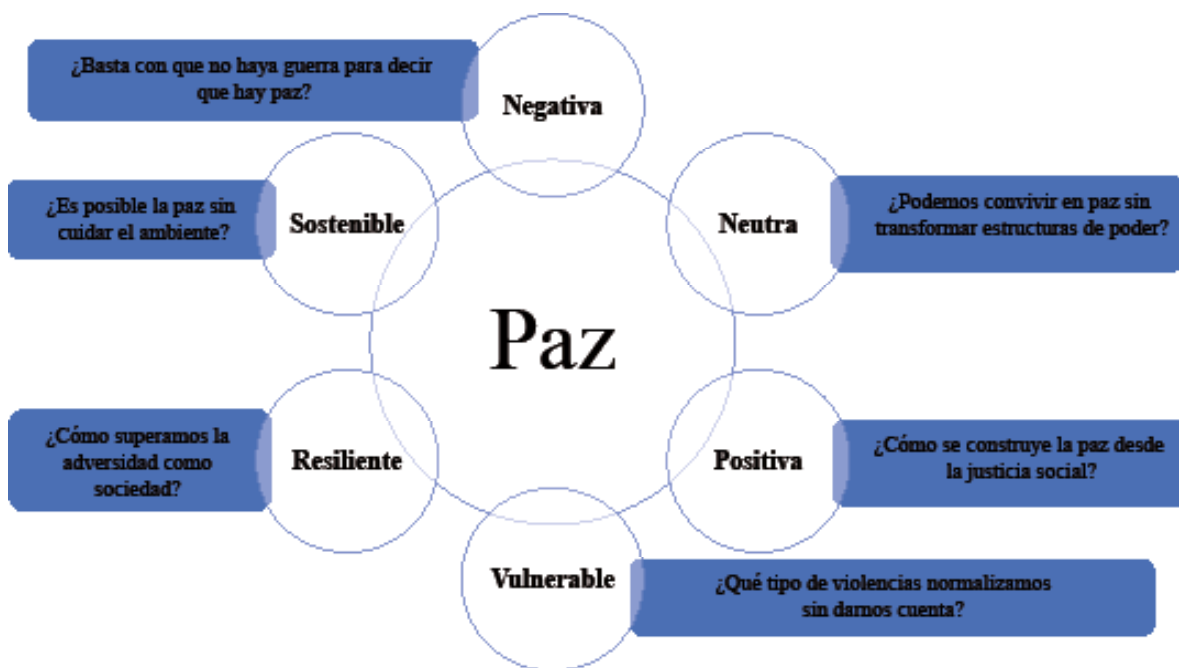 ¿Basta con que no haya guerra para decir
que hay paz?
Negativa
¿Es posible la paz sin
cuidar el ambiente?
Sostenible
Neutra
¿Podemos convivir en paz sin
transformar estructuras de poder?
Paz
¿Cómo superamos la
adversidad como
sociedad?
Resiliente
Positiva
¿Cómo se construye la paz desde
la justicia social?
Vulnerable
¿Qué tipo de violencias normalizamos
sin darnos cuenta?